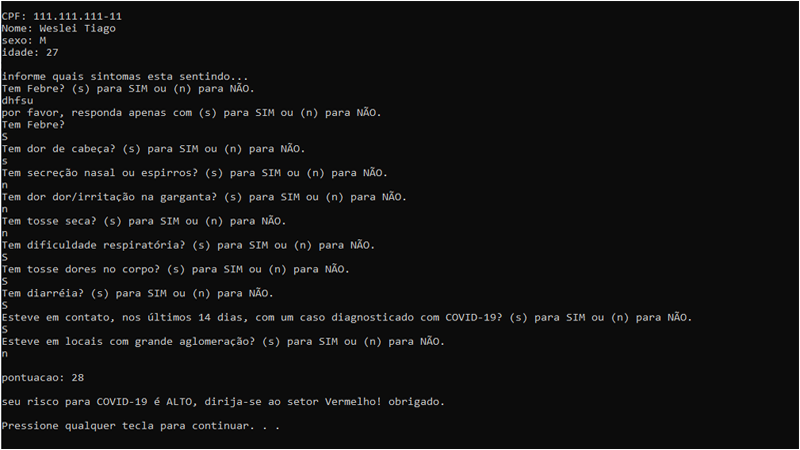 CPF: 111.111.111-11
Nome: Weslei Tiago
sexo: M
idade: 27
informe quais sintomas esta sentindo...
Tem Febre? (s) para SIM ou (n) para NÃO.
dhfsu
por favor, responda apenas com (s) para SIM ou (n) para NÃO.
Tem Febre?
S
Tem dor de cabeça? (s) para SIM ou (n) para NÃO.
s
Tem secreção nasal ou espirros? (s) para SIM ou (n) para NÃO.
n
Tem dor dor/irritação na garganta? (s) para SIM ou (n) para NÃO.
n
Tem tosse seca? (s) para SIM ou (n) para NÃO.
n
Tem dificuldade respiratória? (s) para SIM ou (n) para NÃO.
S
Tem tosse dores no corpo? (s) para SIM ou (n) para NÃO.
S
Tem diarréia? (s) para SIM ou (n) para NÃO.
S
Esteve em contato, nos últimos 14 dias, com um caso diagnosticado com COVID-19? (s) para SIM ou (n) para NÃO.
S
Esteve em locais com grande aglomeração? (s) para SIM ou (n) para NÃO.
n
pontuacao: 28
seu risco para COVID-19 é ALTO, dirija-se ao setor Vermelho! obrigado.
Pressione qualquer tecla para continuar. . .